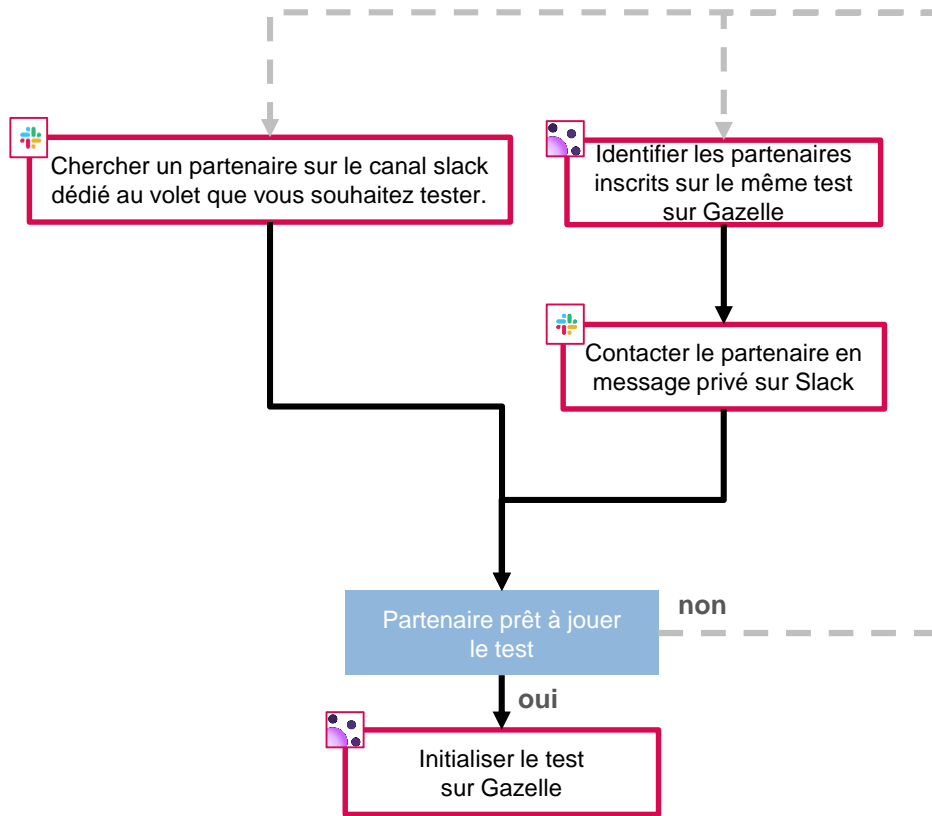 Chercher un partenaire sur le canal slack
dédié au volet que vous souhaitez tester.
Identifier les partenaires
inscrits sur le même test
sur Gazelle
Contacter le partenaire en
message privé sur Slack
Partenaire prêt à jouer
le test
non
oui
Initialiser le test
sur Gazelle